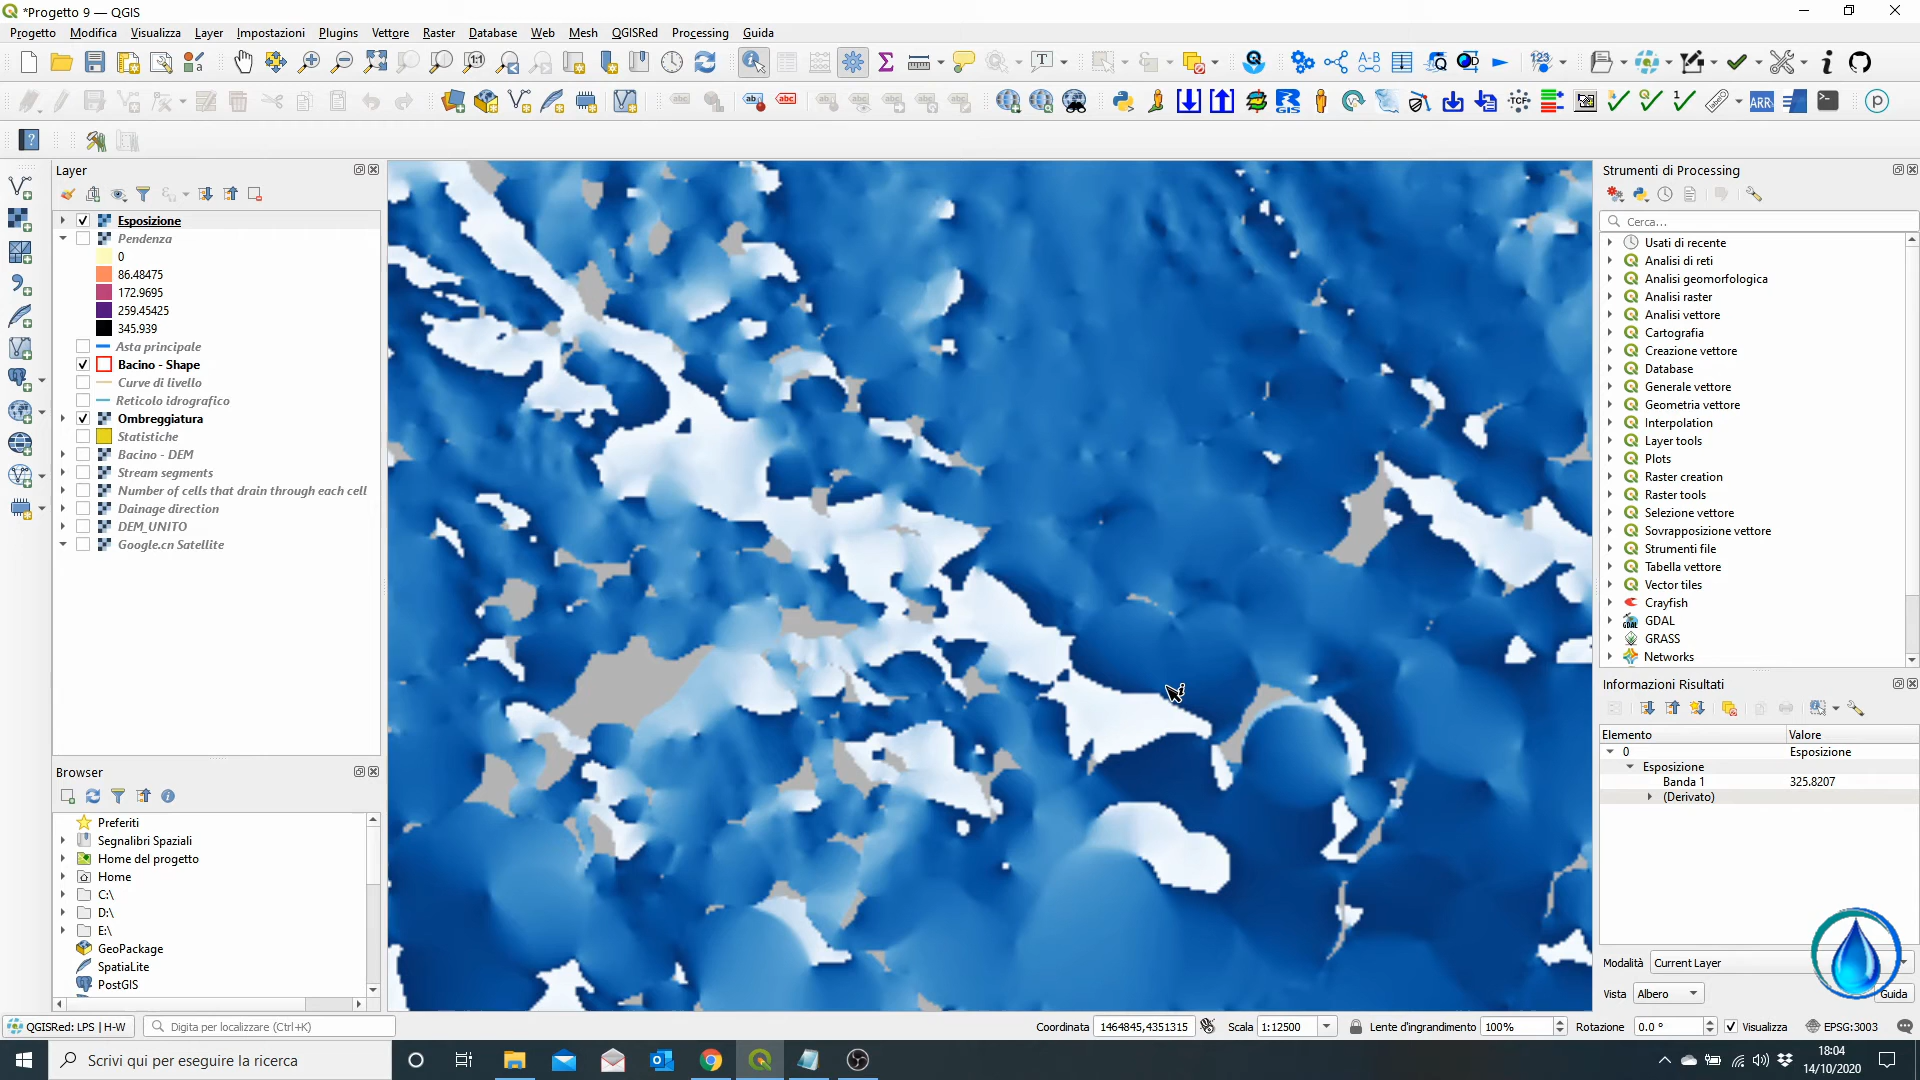 *Progetto 9 — QGIS
Progetto Modifica Visualizza Layer Impostazioni Plugins Vettore Raster Database Web Mesh QGISRed Processing Guida
Layer
Esposizione
Pendenza
0
86.48475
172.9695
259.45425
345.939
Asta principale
Bacino - Shape
Curve di livello
Reticolo idrografico
Ombreggiatura
Statistiche
Bacino - DEM
Stream segments
Number of cells that drain through each cell
Dainage direction
DEM_UNITO
Google.cn Satellite
Browser
Preferiti
Segnalibri Spaziali
Home del progetto
Home
C:\
D:\
E:\
GeoPackage
SpatiaLite
PostGIS
Strumenti di Processing
Cerca...
Usati di recente
Analisi di reti
Analisi geomorfologica
Analisi raster
Analisi vettore
Cartografia
Creazione vettore
Database
Generale vettore
Geometria vettore
Interpolation
Layer tools
Plots
Raster creation
Raster tools
Selezione vettore
Sovrapposizione vettore
Strumenti file
Tabella vettore
Vector tiles
Crayfish
GDAL
GRASS
Networks
Informazioni Risultati
Elemento Valore
0 Esposizione
Esposizione
Banda 1 325.8207
(Derivato)
Modalità Current Layer
Vista Albero Guida
QGISRed: LPS | H-W Digita per localizzare (Ctrl+K) Coordinata 1464845,4351315 Scala 1:12500 Lente d'ingrandimento 100% Rotazione 0.0 ° Visualizza EPSG:3003
Scrivi qui per eseguire la ricerca
18:04
14/10/2020